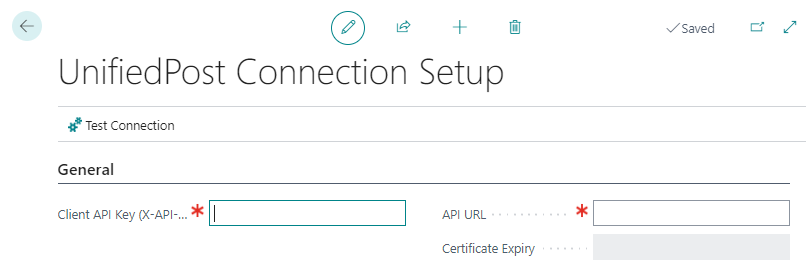 Saved
UnifiedPost Connection Setup
Test Connection
General
Client API Key (X-API-...
API URL
Certificate Expiry